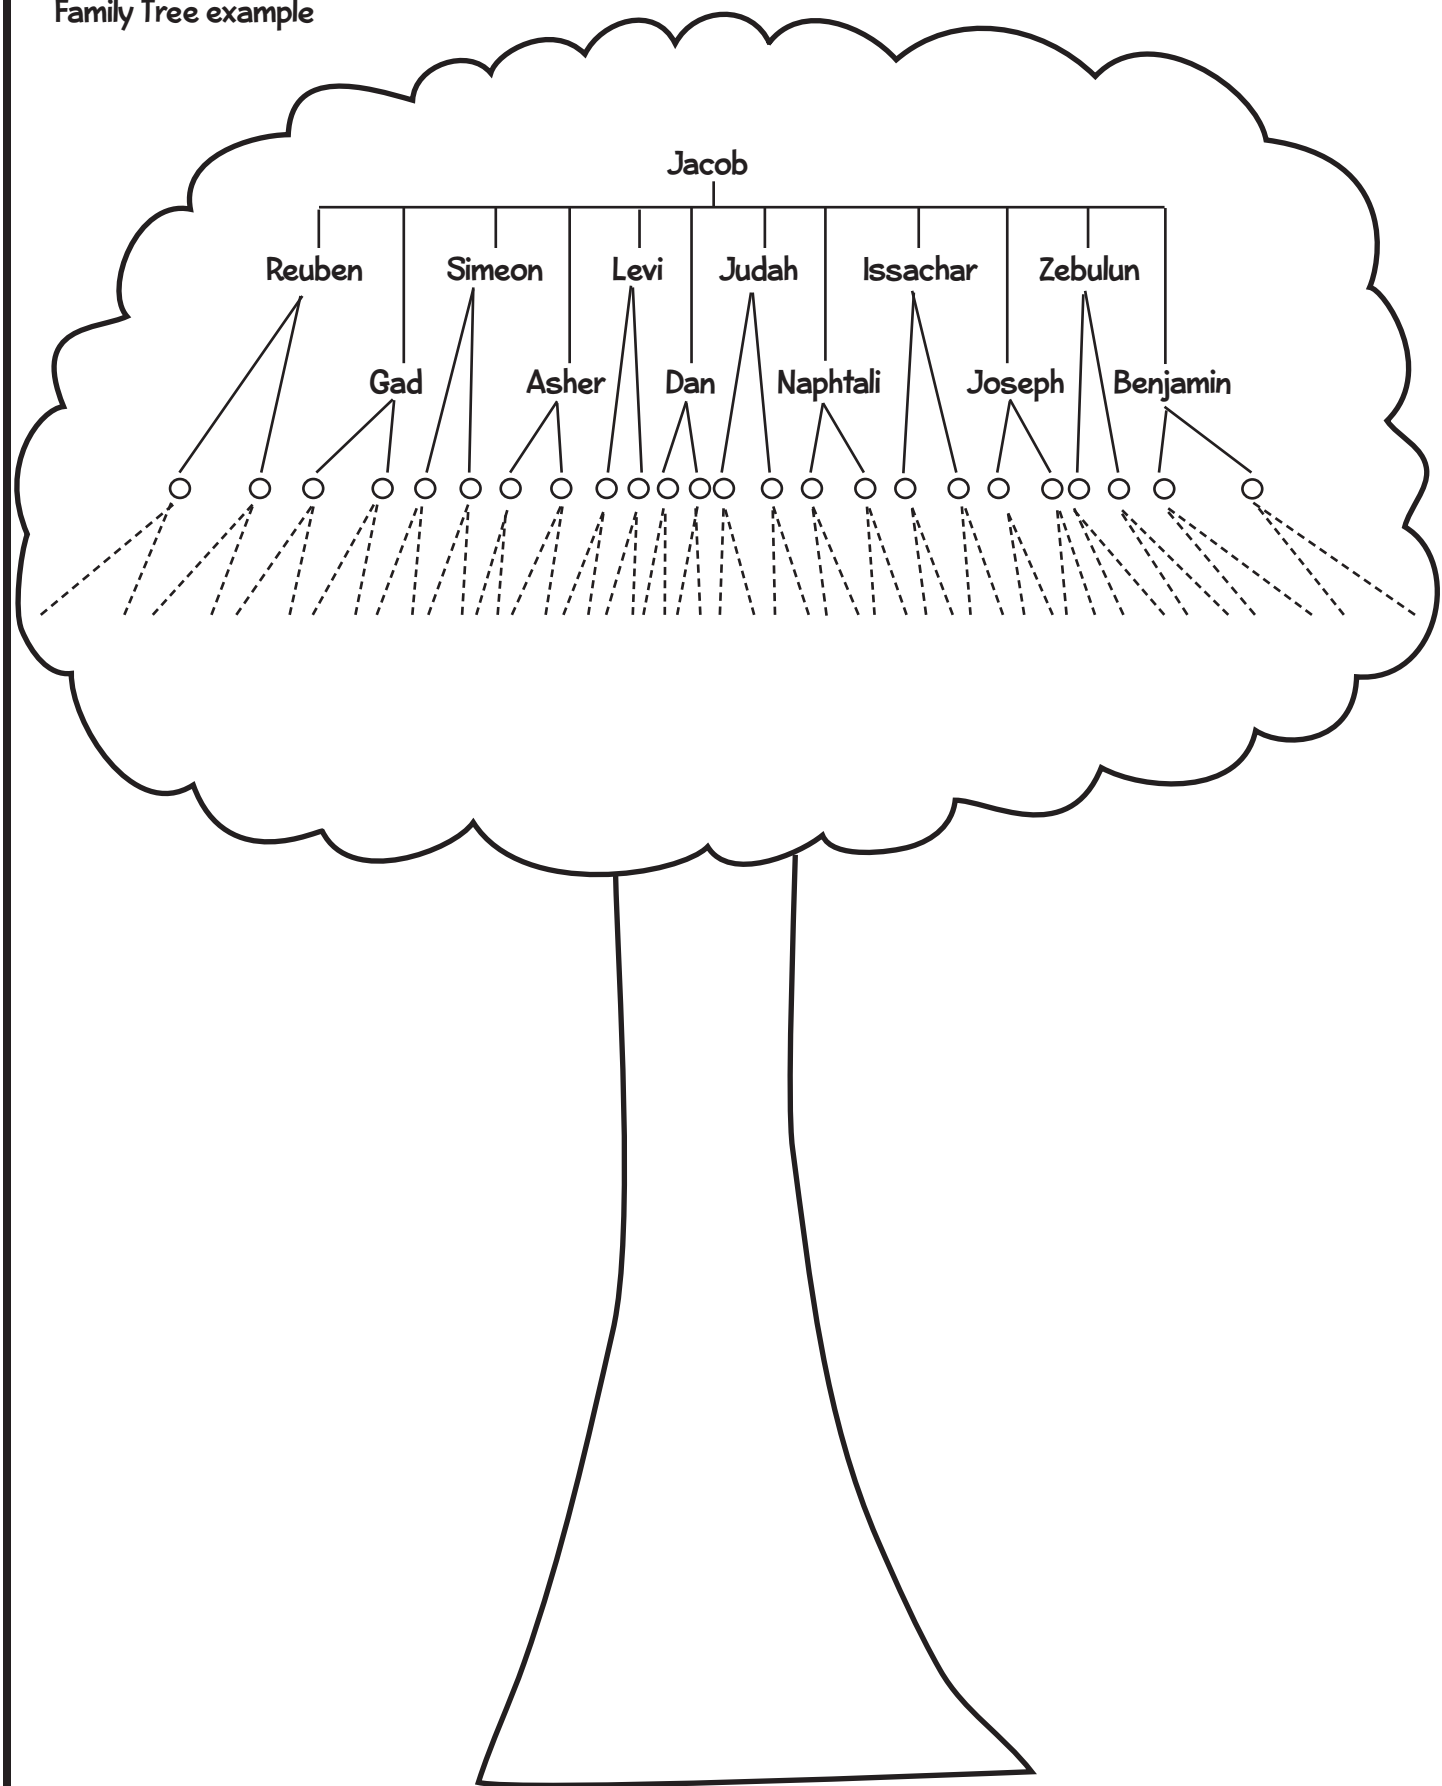 Family Tree example
Jacob
Reuben Simeon Levi Judah Issachar Zebulun
Gad Asher Dan Naphtali Joseph Benjamin